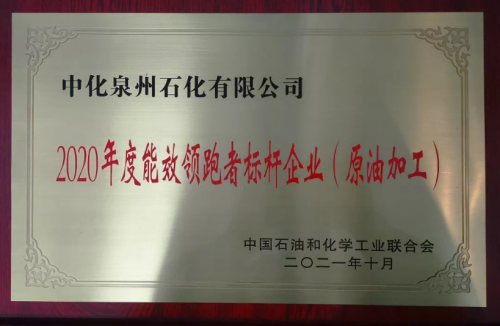 中化泉州石化有限公司
2020年度能效领跑者标杆企业（原油加工）
中国石油和化学工业联合会
二〇二一年十月